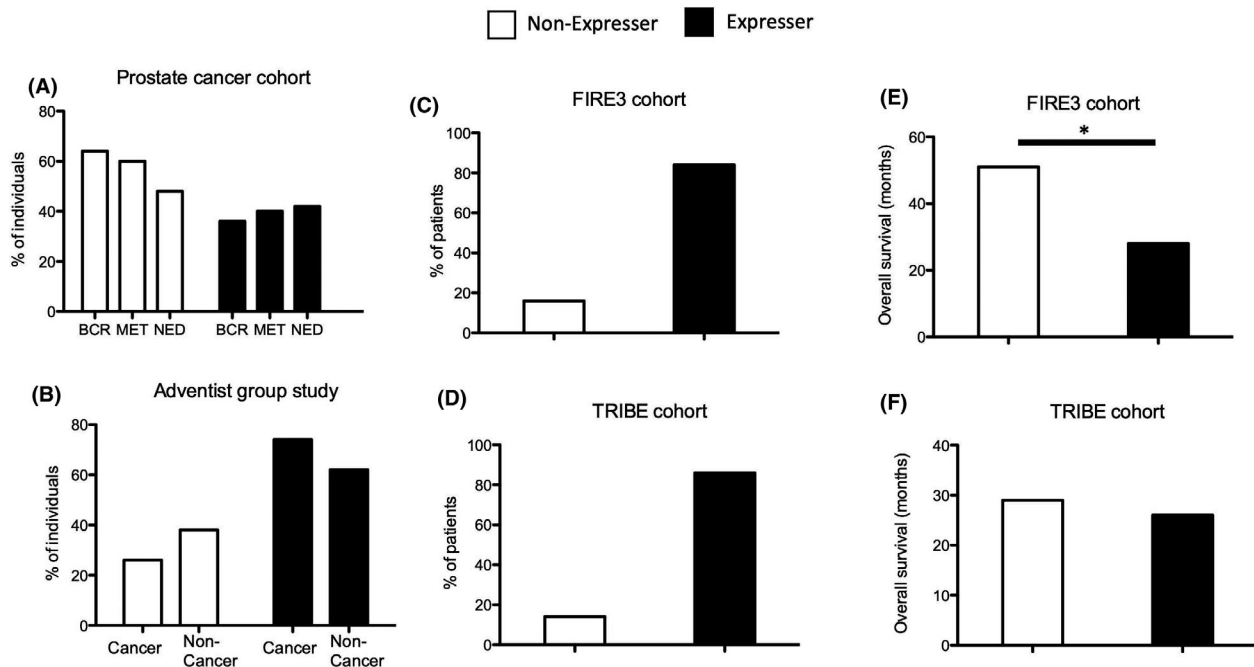 Non-Expresser
Expresser
(A)
Prostate cancer cohort
% of individuals
80
60
40
20
0
BCR MET NED
BCR MET NED
(B)
Adventist group study
% of individuals
80
60
40
20
0
Cancer
Non-
Cancer
Cancer
Non-
Cancer
(C)
FIRE3 cohort
% of patients
100
80
60
40
20
0
(D)
TRIBE cohort
% of patients
100
80
60
40
20
0
(E)
FIRE3 cohort
Overall survival (months)
60
40
20
0
*
(F)
TRIBE cohort
Overall survival (months)
40
30
20
10
0